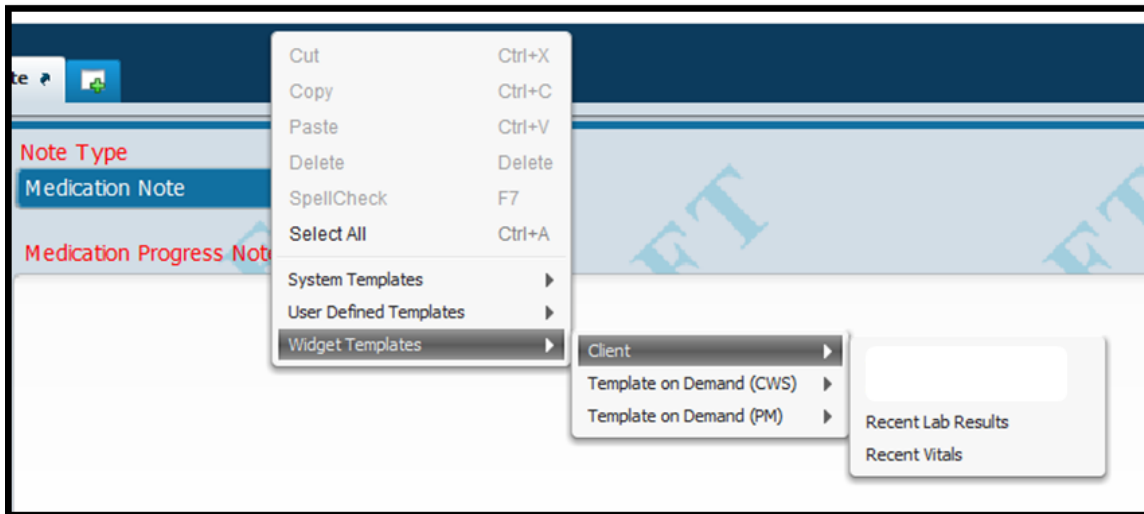 te
Note Type
Medication Note
Medication Progress Not
Cut Ctrl+X
Copy Ctrl+C
Paste Ctrl+V
Delete Delete
SpellCheck F7
Select All Ctrl+A
System Templates
User Defined Templates
Widget Templates
Client
Template on Demand (CWS)
Template on Demand (PM)
Recent Lab Results
Recent Vitals
ET